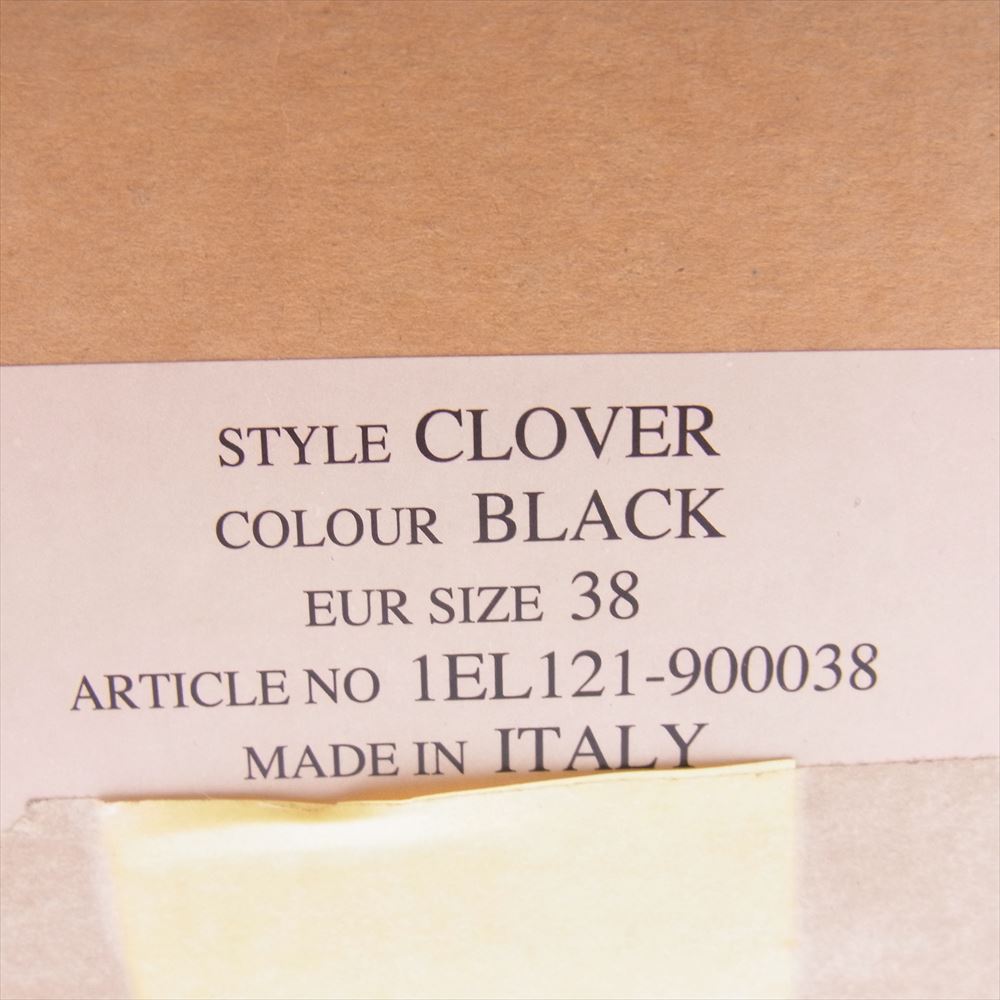 STYLE CLOVER
COLOUR BLACK
EUR SIZE 38
ARTICLE NO 1EL121-900038
MADE IN ITALY